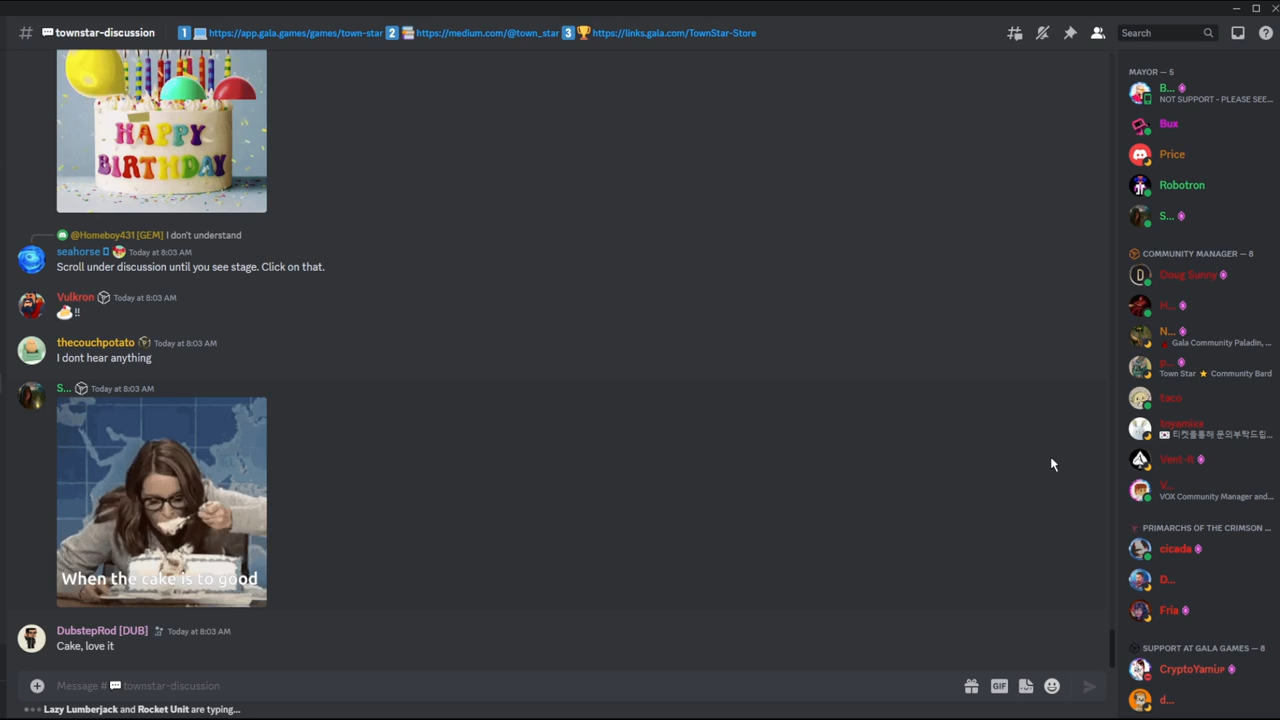 townstar-discussion
1 https://app.gala.games/games/town-star 2 https://medium.com/@town_star 3 https://links.gala.com/TownStar-Store
Search
HAPPY
BIRTHDAY
@Homeboy431 [GEM] I don't understand
seahorse Today at 8:03 AM
Scroll under discussion until you see stage. Click on that.
Vulkron Today at 8:03 AM
!!
thecouchpotato Today at 8:03 AM
I dont hear anything
S... Today at 8:03 AM
When the cake is to good
DubstepRod [DUB] Today at 8:03 AM
Cake, love it
Message # townstar-discussion
GIF
Lazy Lumberjack and Rocket Unit are typing...
MAYOR — 5
B...
NOT SUPPORT - PLEASE SEE...
Bux
Price
Robotron
S...
COMMUNITY MANAGER — 8
Doug Sunny
H...
N...
Gala Community Paladin, ...
p...
Town Star ★ Community Bard
taco
toyamixx
티켓을통해 문의부탁드립...
Vent-It
V...
VOX Community Manager and...
PRIMARCHS OF THE CRIMSON ...
cicada
D...
Fria
SUPPORT AT GALA GAMES — 8
CryptoYamiJP
d...